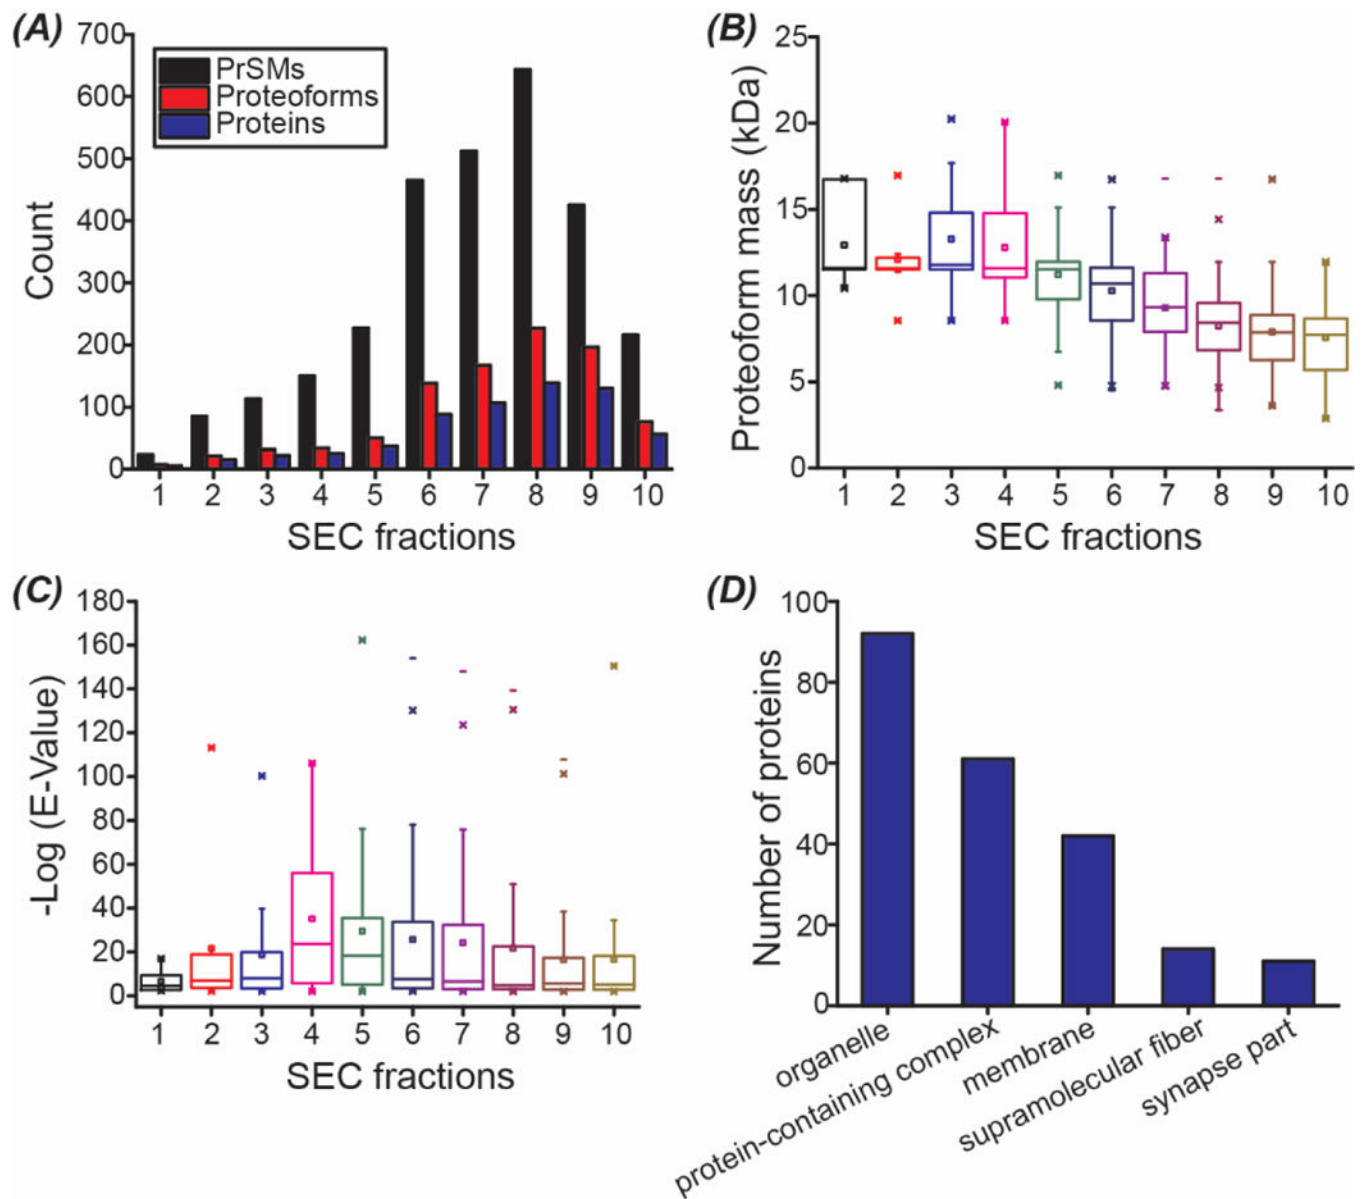 (A)
700
600
500
400
300
200
100
0
Count
PrSMs
Proteoforms
Proteins
1 2 3 4 5 6 7 8 9 10
SEC fractions
(B)
25
20
15
10
5
0
Proteoform mass (kDa)
1 2 3 4 5 6 7 8 9 10
SEC fractions
(C)
180
160
140
120
100
80
60
40
20
0
-Log (E-Value)
1 2 3 4 5 6 7 8 9 10
SEC fractions
(D)
100
80
60
40
20
0
Number of proteins
organelle
protein-containing complex
membrane
supramolecular fiber
synapse part